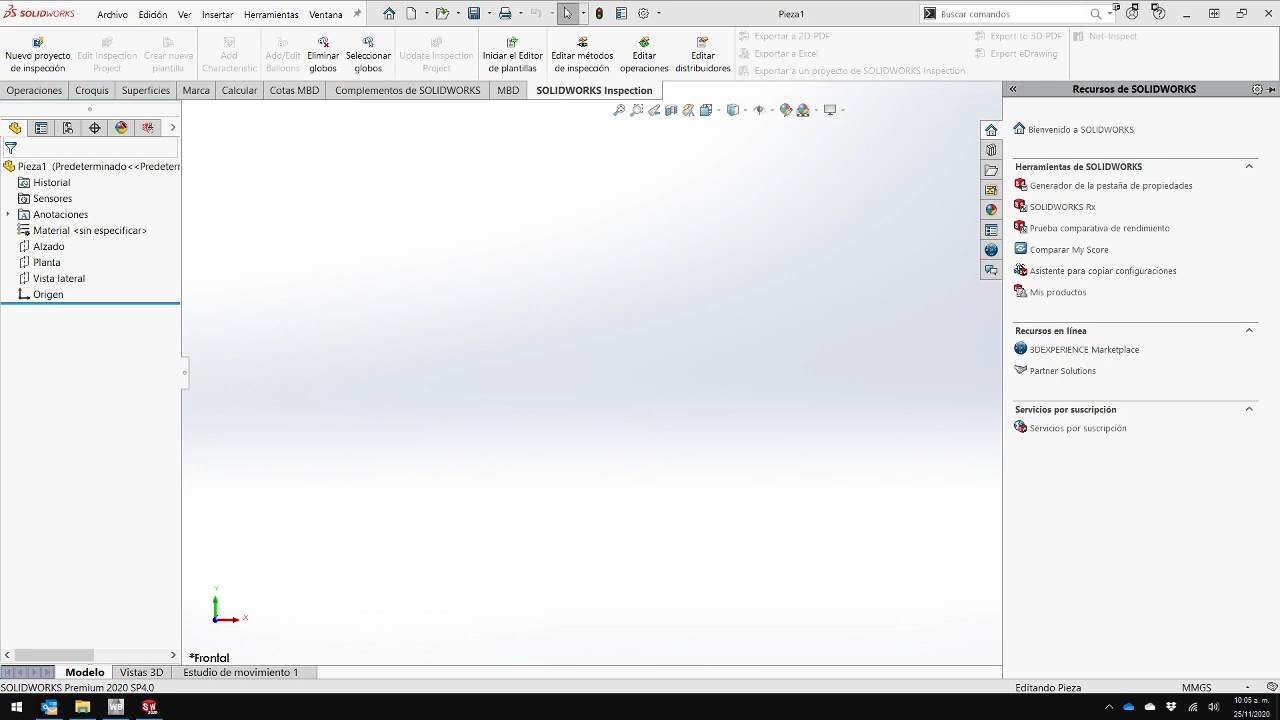 SOLIDWORKS Archivo Edición Ver Insertar Herramientas Ventana Pieza1 Buscar comandos
Nuevo proyecto de inspección
Edit Inspection Project
Crear nueva plantilla
Add Characteristic
Add/Edit Balloons
Eliminar globos
Seleccionar globos
Update Inspection Project
Iniciar el Editor de plantillas
Editar métodos de inspección
Editar operaciones
Editar distribuidores
Exportar a 2D PDF
Exportar a Excel
Exportar a un proyecto de SOLIDWORKS Inspection
Export to 3D PDF
Export eDrawing
Net-Inspect
Operaciones Croquis Superficies Marca Calcular Cotas MBD Complementos de SOLIDWORKS MBD SOLIDWORKS Inspection
Pieza1 (Predeterminado<<Predeterm
Historial
Sensores
Anotaciones
Material <sin especificar>
Alzado
Planta
Vista lateral
Origen
Y
X
*Frontal
Recursos de SOLIDWORKS
Bienvenido a SOLIDWORKS
Herramientas de SOLIDWORKS
Generador de la pestaña de propiedades
SOLIDWORKS Rx
Prueba comparativa de rendimiento
Comparar My Score
Asistente para copiar configuraciones
Mis productos
Recursos en línea
3DEXPERIENCE Marketplace
Partner Solutions
Servicios por suscripción
Servicios por suscripción
Modelo Vistas 3D Estudio de movimiento 1
SOLIDWORKS Premium 2020 SP4.0 Editando Pieza MMGS
10:05 a. m.
25/11/2020